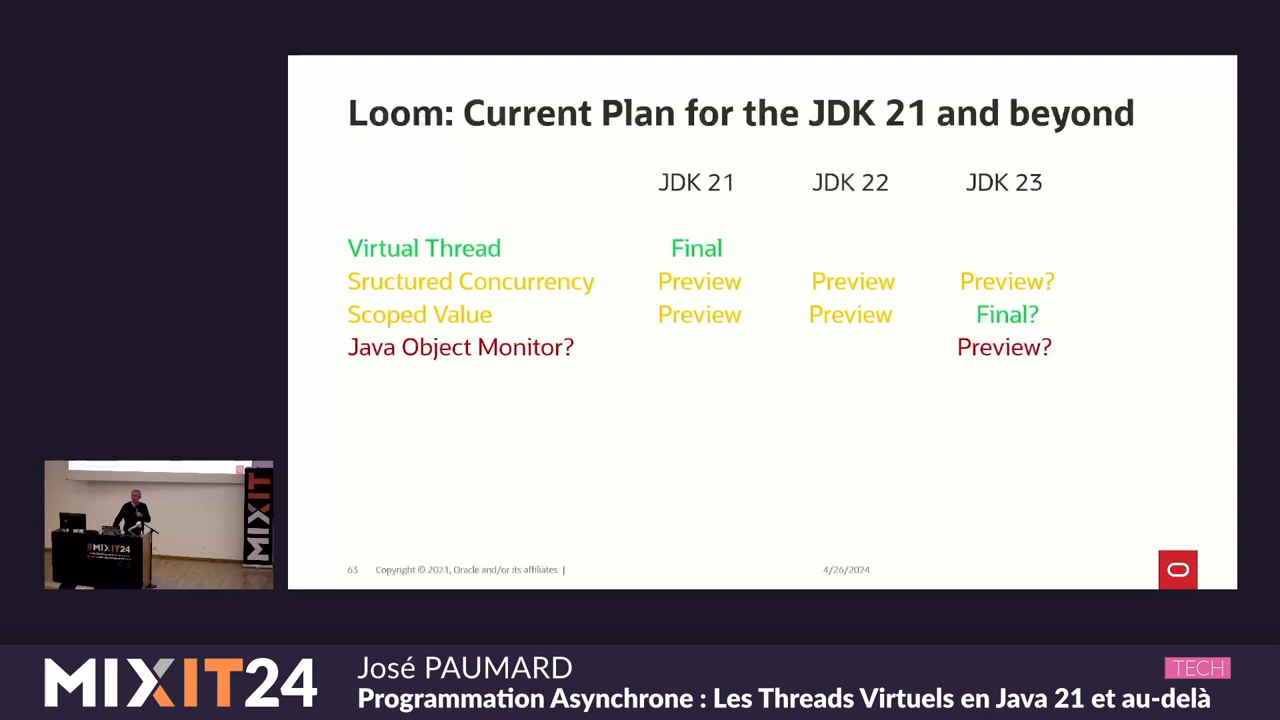 Loom: Current Plan for the JDK 21 and beyond
JDK 21 JDK 22 JDK 23
Virtual Thread Final
Sructured Concurrency Preview Preview Preview?
Scoped Value Preview Preview Final?
Java Object Monitor? Preview?
63 Copyright © 2021, Oracle and/or its affiliates | 4/26/2024
MIXIT
#MIXIT24
MIXIT24
José PAUMARD
TECH
Programmation Asynchrone : Les Threads Virtuels en Java 21 et au-delà